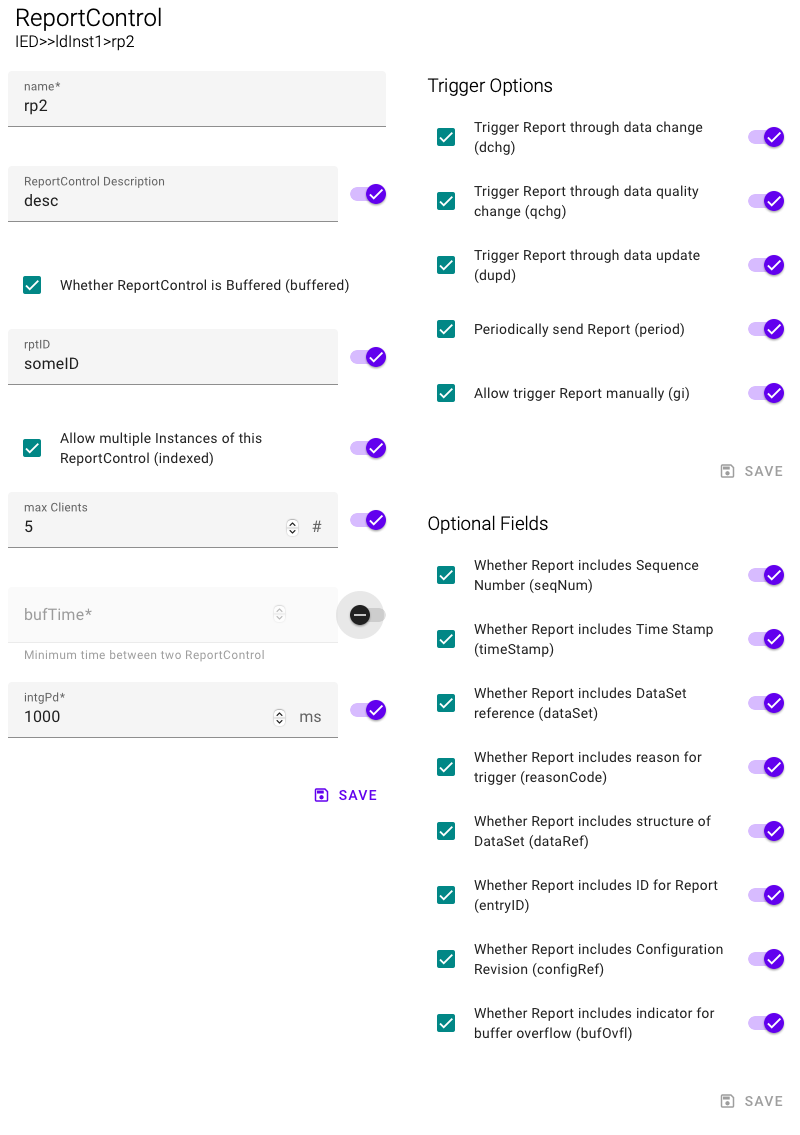 ReportControl
IED>>ldInst1>rp2
name*
rp2
ReportControl Description
desc
Whether ReportControl is Buffered (buffered)
rptID
someID
Allow multiple Instances of this
ReportControl (indexed)
max Clients
5 #
bufTime*
Minimum time between two ReportControl
intgPd*
1000 ms
SAVE
Trigger Options
Trigger Report through data change
(dchg)
Trigger Report through data quality
change (qchg)
Trigger Report through data update
(dupd)
Periodically send Report (period)
Allow trigger Report manually (gi)
SAVE
Optional Fields
Whether Report includes Sequence
Number (seqNum)
Whether Report includes Time Stamp
(timeStamp)
Whether Report includes DataSet
reference (dataSet)
Whether Report includes reason for
trigger (reasonCode)
Whether Report includes structure of
DataSet (dataRef)
Whether Report includes ID for Report
(entryID)
Whether Report includes Configuration
Revision (configRef)
Whether Report includes indicator for
buffer overflow (bufOvfl)
SAVE